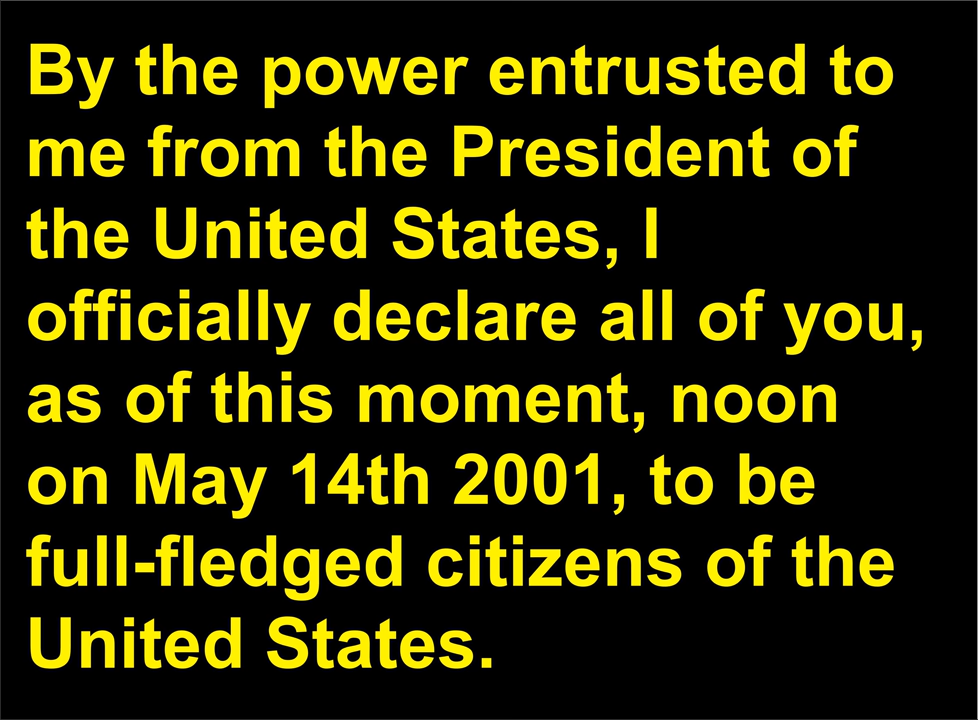 By the power entrusted to
me from the President of
the United States, I
officially declare all of you,
as of this moment, noon
on May 14th 2001, to be
full-fledged citizens of the
United States.